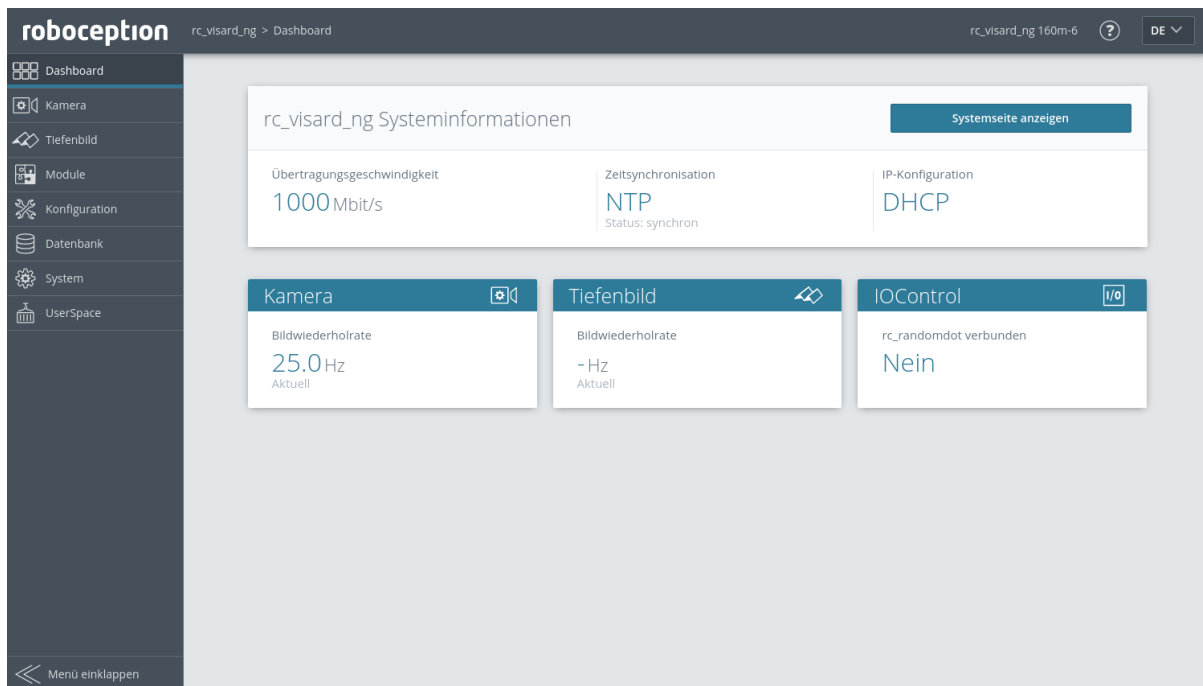 roboception
rc_visard_ng > Dashboard
rc_visard_ng 160m-6
?
DE
Dashboard
Kamera
Tiefenbild
Module
Konfiguration
Datenbank
System
UserSpace
Menü einklappen
rc_visard_ng Systeminformationen
Systemseite anzeigen
Übertragungsgeschwindigkeit
1000 Mbit/s
Zeitsynchronisation
NTP
Status: synchron
IP-Konfiguration
DHCP
Kamera
Bildwiederholrate
25.0 Hz
Aktuell
Tiefenbild
Bildwiederholrate
- Hz
Aktuell
IOControl
I/O
rc_randomdot verbunden
Nein